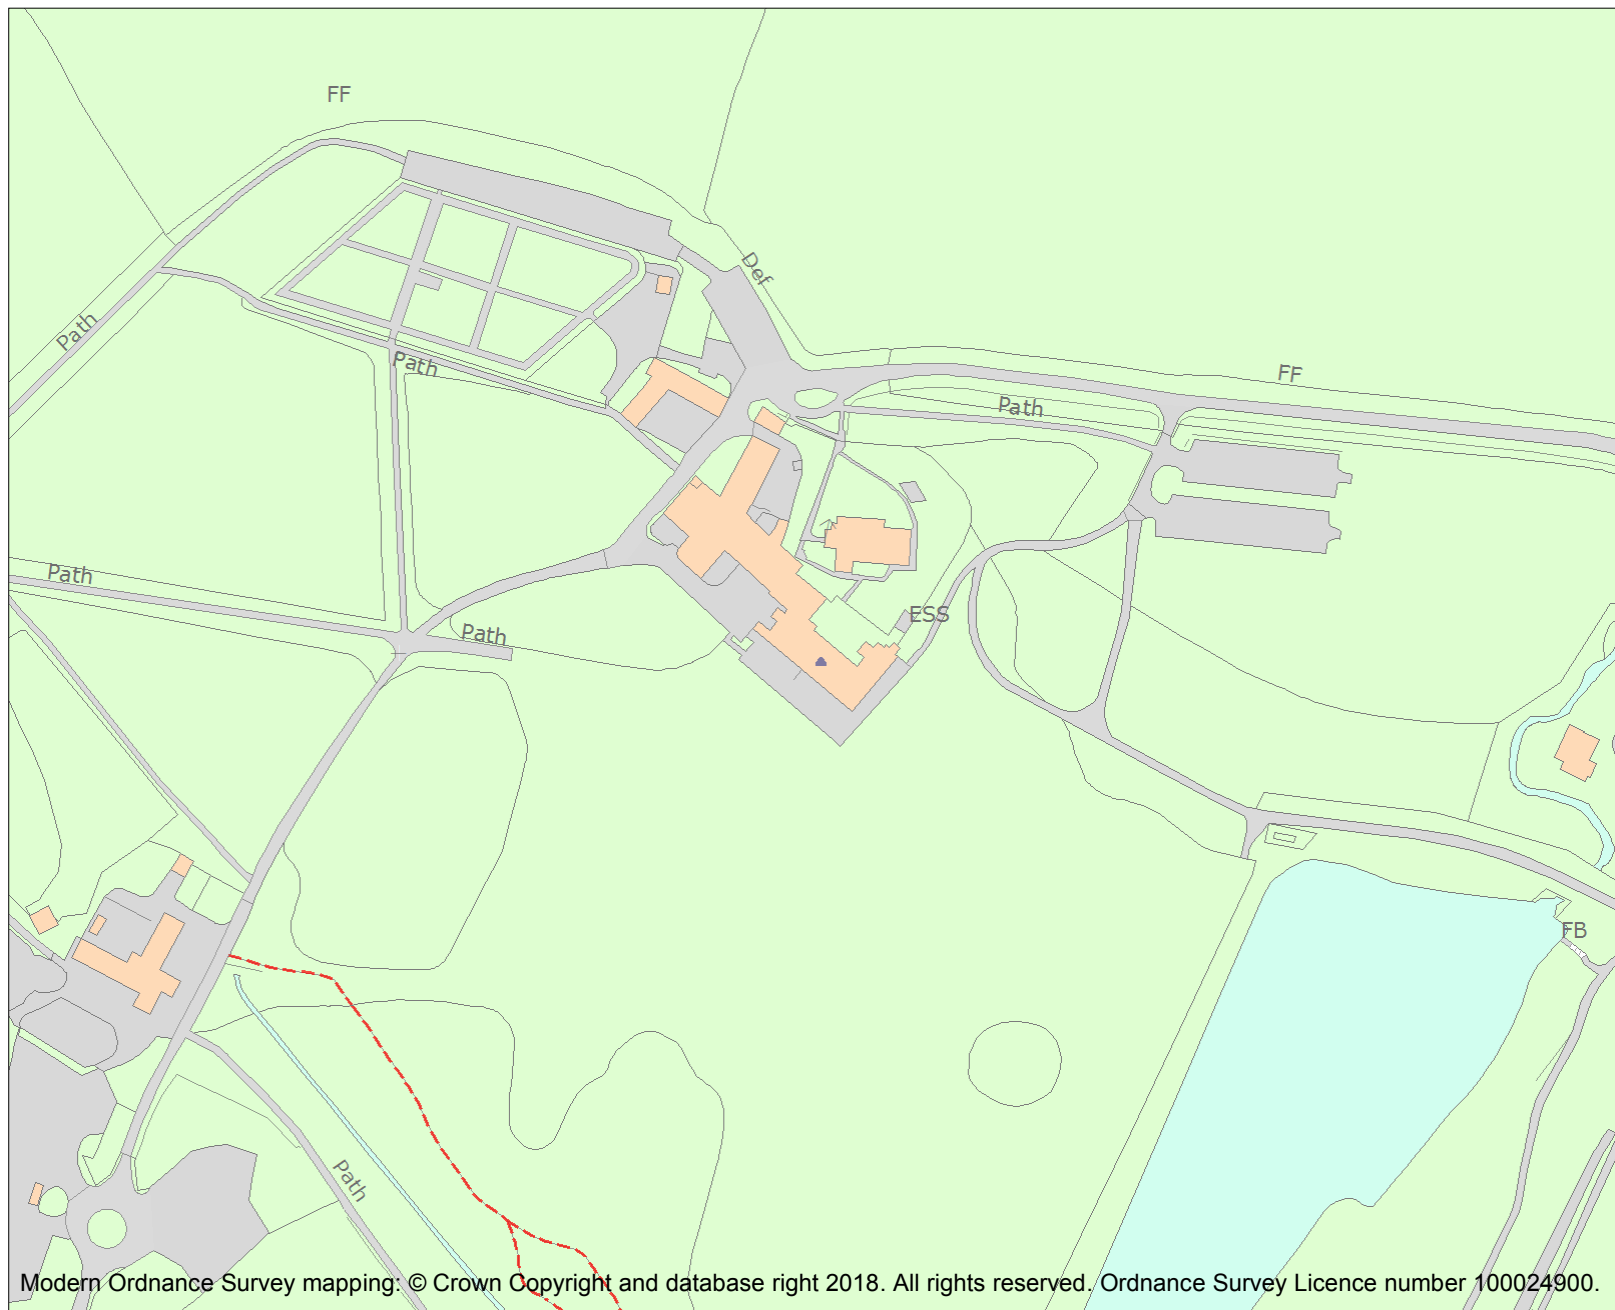 FF
Def
Path
Path
FF
Path
Path
Path
ESS
FB
Path
Modern Ordnance Survey mapping: © Crown Copyright and database right 2018. All rights reserved. Ordnance Survey Licence number 100024900.